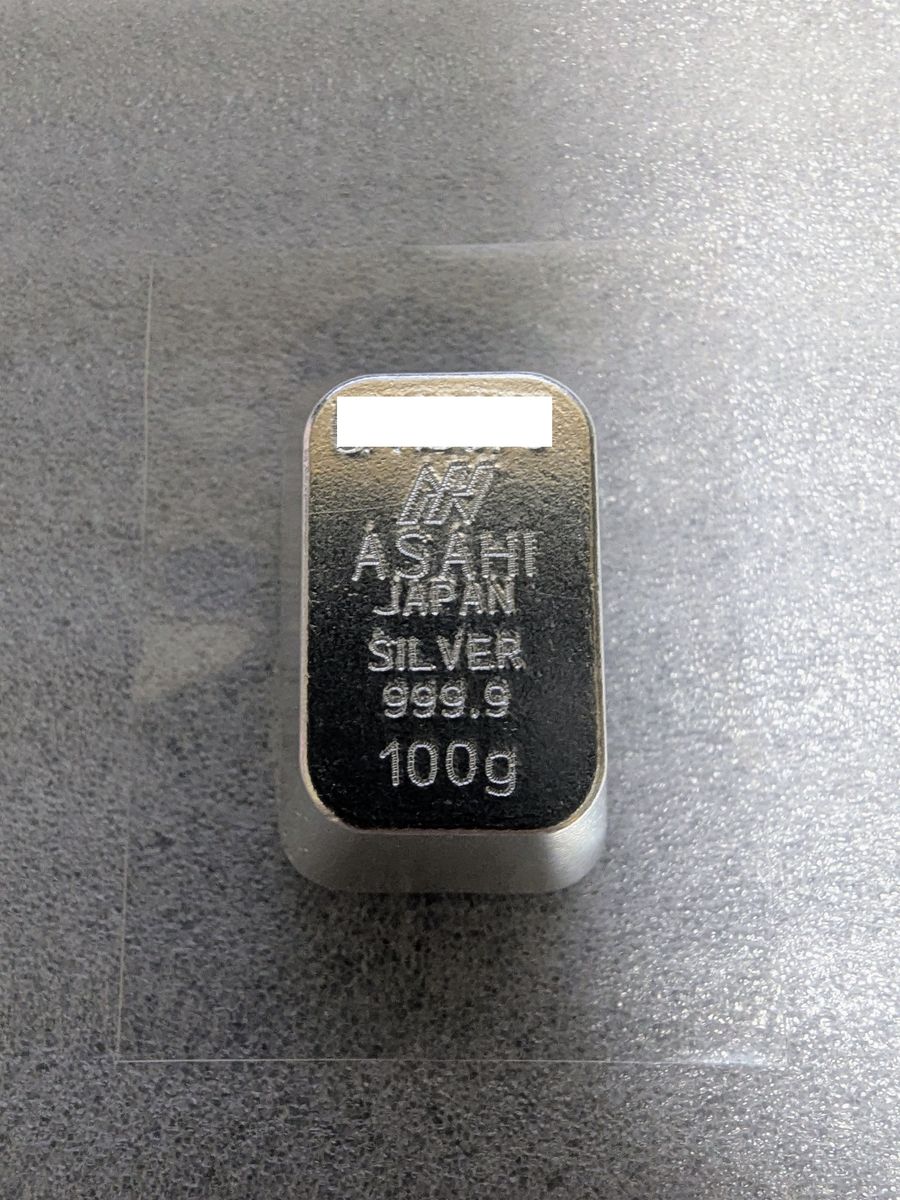 ASAHI
JAPAN
SILVER
999.9
100g